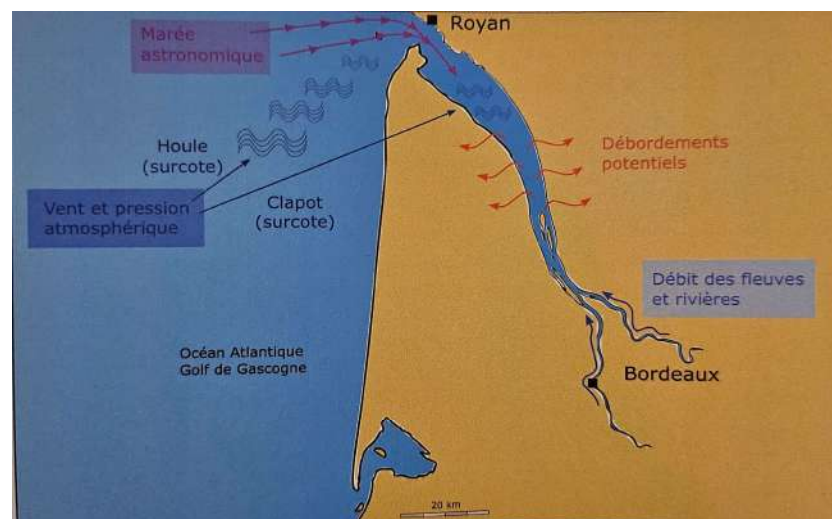 Royan
Marée
astronomique
Houle
(surcote)
Débordements
potentiels
Vent et pression
atmosphérique
Clapot
(surcote)
Débit des fleuves
et rivières
Océan Atlantique
Golf de Gascogne
Bordeaux
20 km